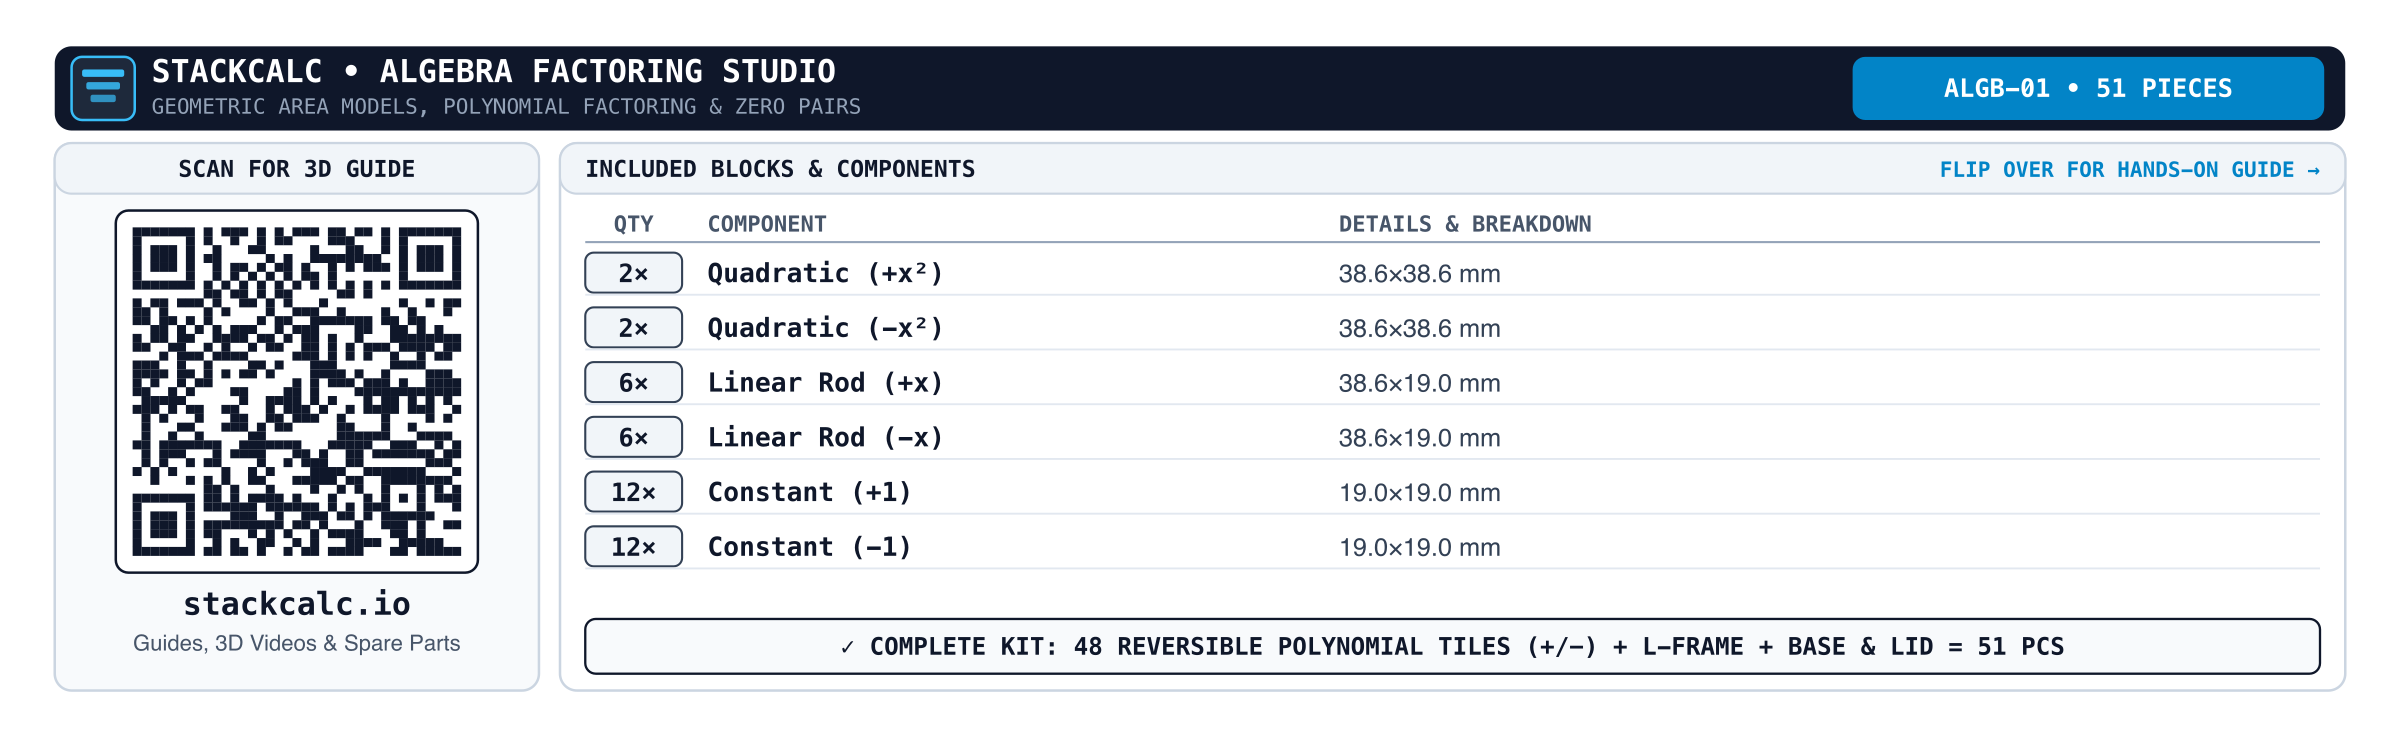 STACKCALC • ALGEBRA FACTORING STUDIO
GEOMETRIC AREA MODELS, POLYNOMIAL FACTORING & ZERO PAIRS
ALGB–01 • 51 PIECES
SCAN FOR 3D GUIDE
stackcalc.io
Guides, 3D Videos & Spare Parts
INCLUDED BLOCKS & COMPONENTS
FLIP OVER FOR HANDS–ON GUIDE →
QTY COMPONENT DETAILS & BREAKDOWN
2× Quadratic (+x²) 38.6×38.6 mm
2× Quadratic (−x²) 38.6×38.6 mm
6× Linear Rod (+x) 38.6×19.0 mm
6× Linear Rod (−x) 38.6×19.0 mm
12× Constant (+1) 19.0×19.0 mm
12× Constant (−1) 19.0×19.0 mm
✓ COMPLETE KIT: 48 REVERSIBLE POLYNOMIAL TILES (+/−) + L–FRAME + BASE & LID = 51 PCS